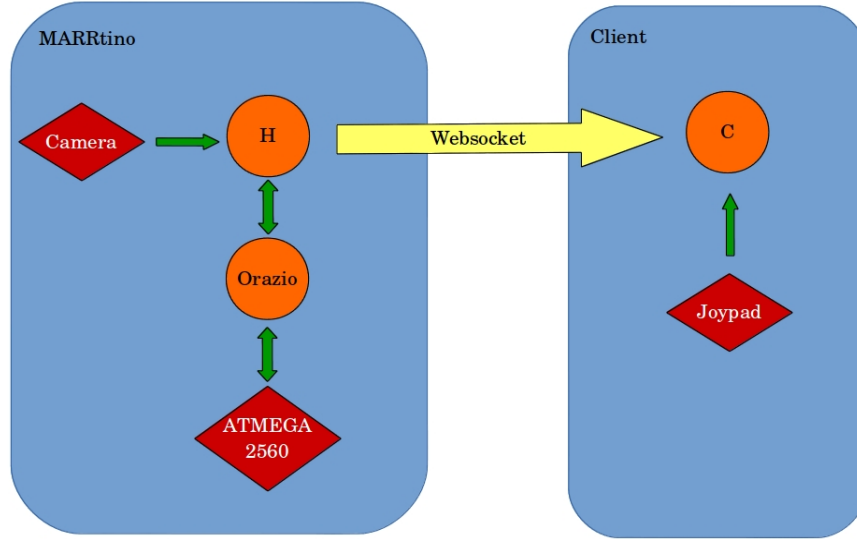 MARRtino
Client
Camera
H
Websocket
C
Orazio
Joypad
ATMEGA
2560